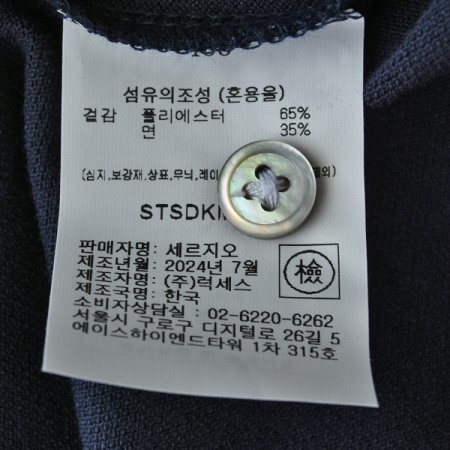 섬유의조성 (혼용율)
겉감 폴리에스터 65%
면 35%
(심지,보강재,상표,무늬,레이
외)
STSDK
판매자명: 세르지오
제조년월: 2024년 7월
제조자명: (주)럭세스
제조국명: 한국
檢
소비자상담실: 02-6220-6262
서울시 구로구 디지털로 26길 5
에이스하이엔드타워 1차 315호